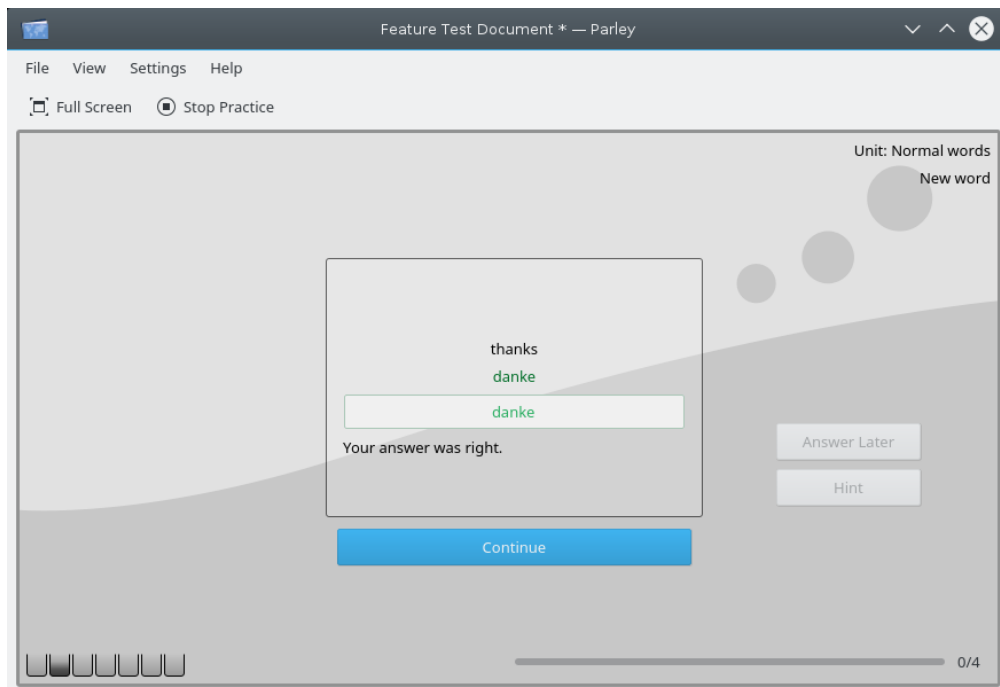 Feature Test Document * — Parley
File View Settings Help
Full Screen Stop Practice
Unit: Normal words
New word
thanks
danke
danke
Your answer was right.
Answer Later
Hint
Continue
0/4